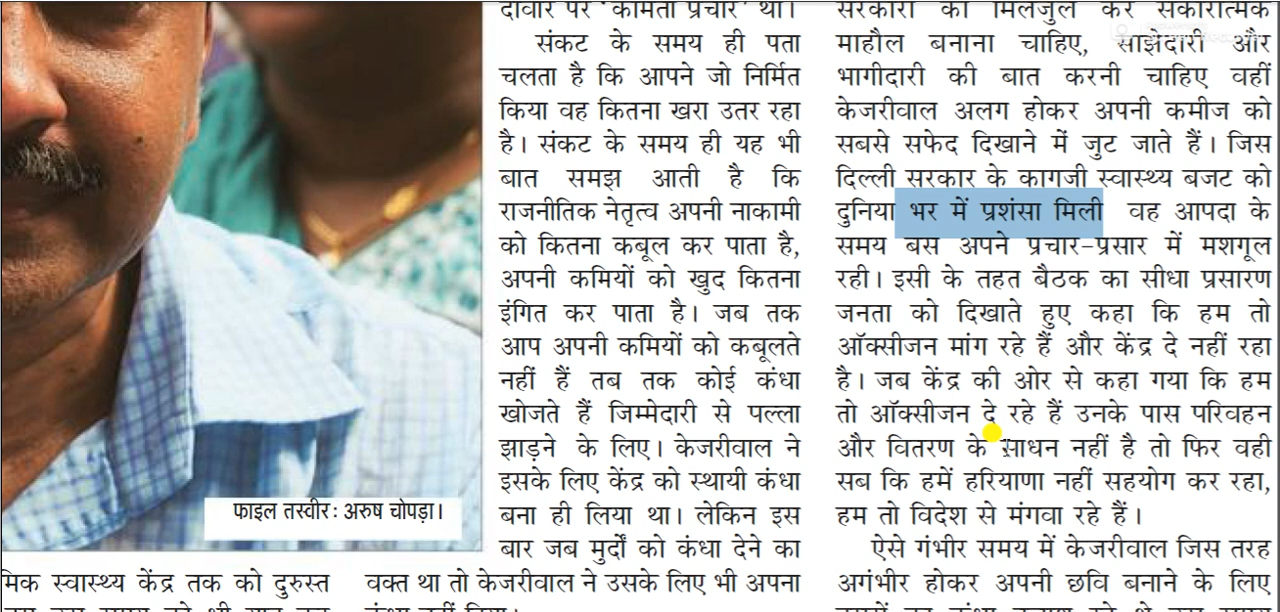 दीवार पर 'कीमती प्रचार' था।
संकट के समय ही पता
चलता है कि आपने जो निर्मित
किया वह कितना खरा उतर रहा
है। संकट के समय ही यह भी
बात समझ आती है कि
राजनीतिक नेतृत्व अपनी नाकामी
को कितना कबूल कर पाता है,
अपनी कमियों को खुद कितना
इंगित कर पाता है। जब तक
आप अपनी कमियों को कबूलते
नहीं हैं तब तक कोई कंधा
खोजते हैं जिम्मेदारी से पल्ला
झाड़ने के लिए। केजरीवाल ने
इसके लिए केंद्र को स्थायी कंधा
बना ही लिया था। लेकिन इस
बार जब मुर्दों को कंधा देने का
फाइल तस्वीर: अरुष चोपड़ा।
मिक स्वास्थ्य केंद्र तक को दुरुस्त
वक्त था तो केजरीवाल ने उसके लिए भी अपना
माहौल बनाना चाहिए, साझेदारी और
भागीदारी की बात करनी चाहिए वहीं
केजरीवाल अलग होकर अपनी कमीज को
सबसे सफेद दिखाने में जुट जाते हैं। जिस
दिल्ली सरकार के कागजी स्वास्थ्य बजट को
दुनिया भर में प्रशंसा मिली वह आपदा के
समय बस अपने प्रचार-प्रसार में मशगूल
रही। इसी के तहत बैठक का सीधा प्रसारण
जनता को दिखाते हुए कहा कि हम तो
ऑक्सीजन मांग रहे हैं और केंद्र दे नहीं रहा
है। जब केंद्र की ओर से कहा गया कि हम
तो ऑक्सीजन दे रहे हैं उनके पास परिवहन
और वितरण के साधन नहीं है तो फिर वही
सब कि हमें हरियाणा नहीं सहयोग कर रहा,
हम तो विदेश से मंगवा रहे हैं।
ऐसे गंभीर समय में केजरीवाल जिस तरह
अगंभीर होकर अपनी छवि बनाने के लिए